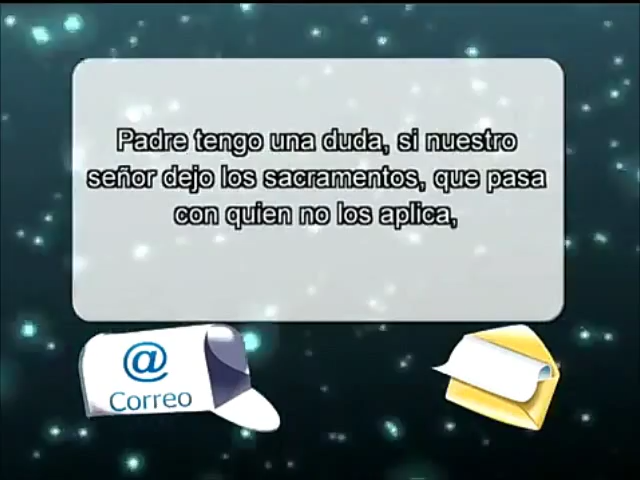 Padre tengo una duda, si nuestro
señor dejo los sacramentos, que pasa
con quien no los aplica,
@
Correo